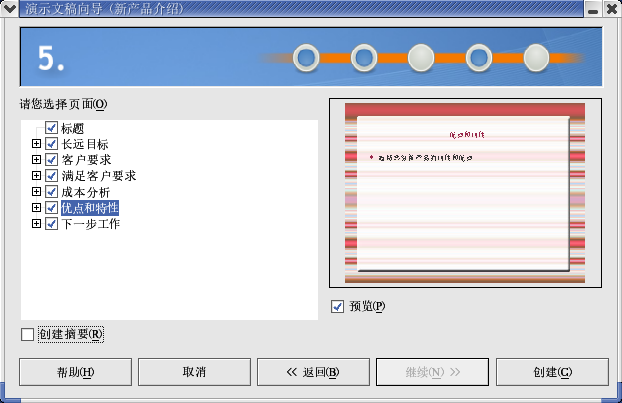 演示文稿向导 (新产品介绍)
5.
请您选择页面(O)
标题
长远目标
客户要求
满足客户要求
成本分析
优点和特性
下一步工作
优点和特性
预览(P)
创建摘要(R)
帮助(H)
取消
<< 返回(B)
继续(N) >>
创建(C)